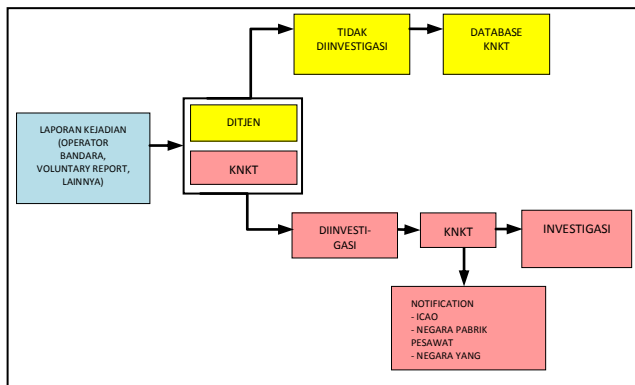 TIDAK
DIINVESTIGASI
DATABASE
KNKT
LAPORAN KEJADIAN
(OPERATOR
BANDARA,
VOLUNTARY REPORT,
LAINNYA)
DITJEN
KNKT
DIINVESTI-
GASI
KNKT
INVESTIGASI
NOTIFICATION
- ICAO
- NEGARA PABRIK
PESAWAT
- NEGARA YANG